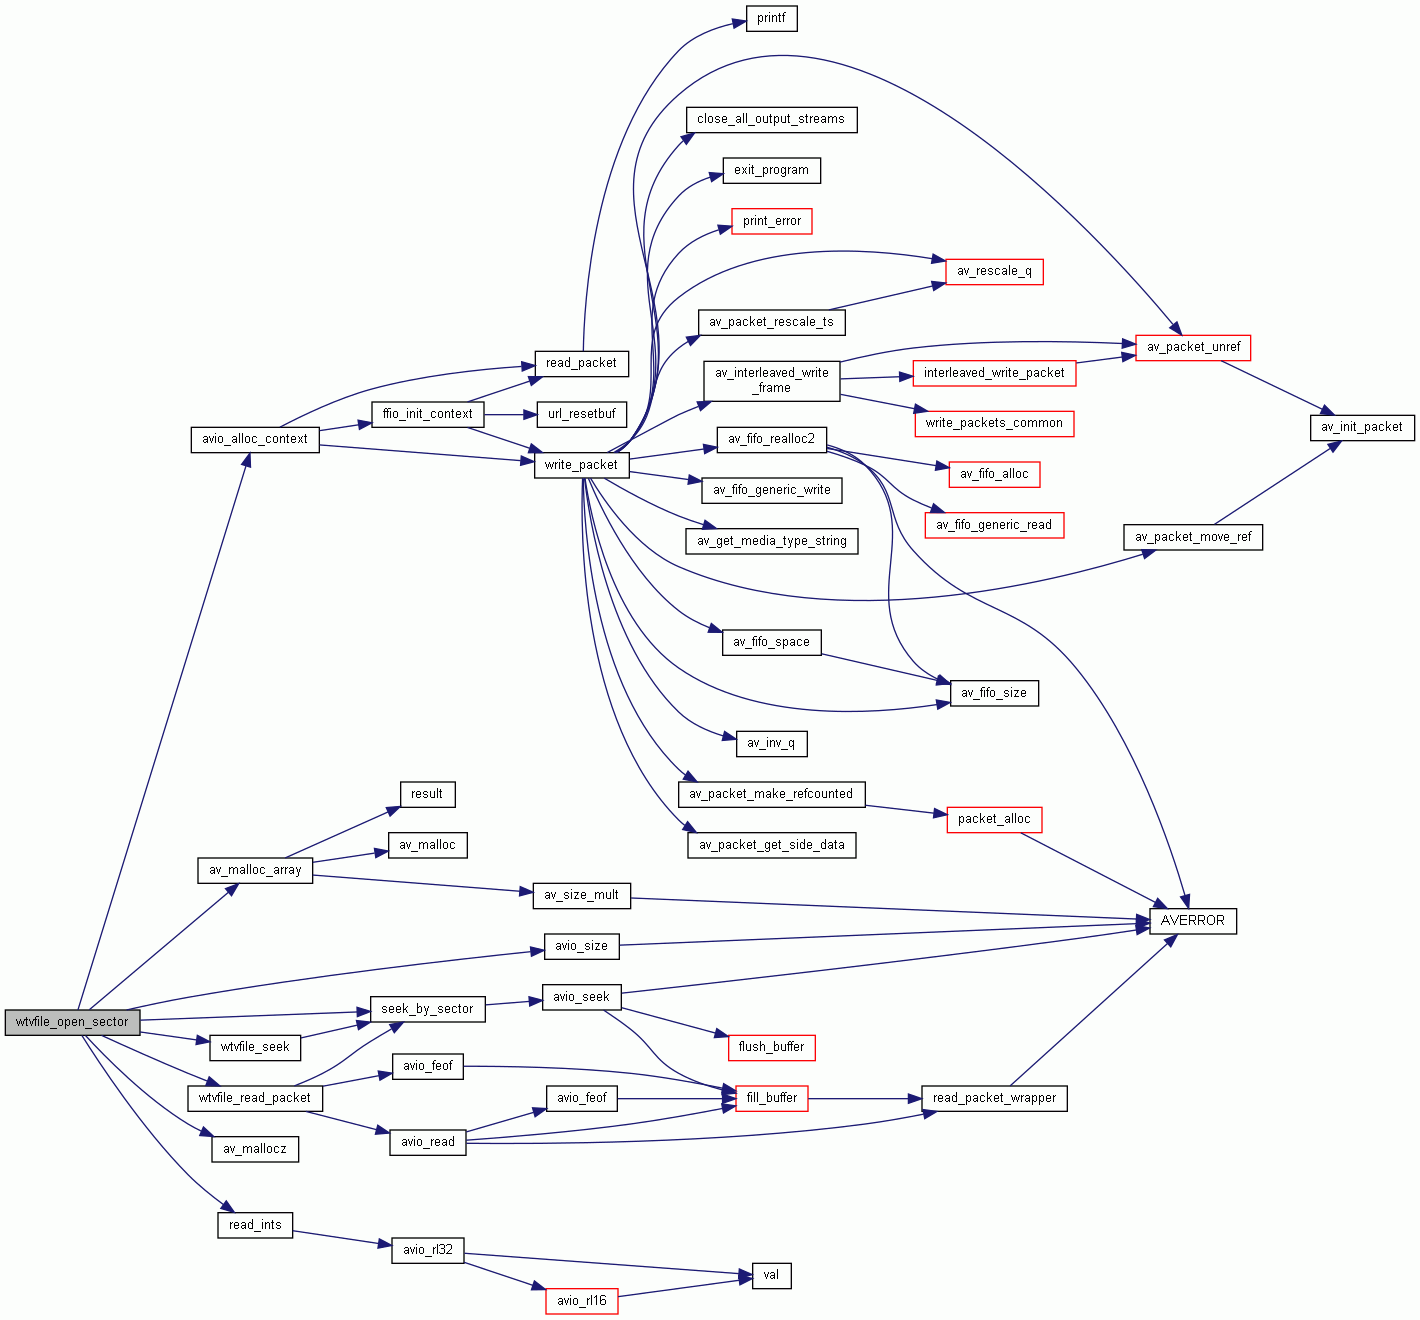 printf
close_all_output_streams
exit_program
print_error
av_rescale_q
av_packet_rescale_ts
av_packet_unref
read_packet
av_interleaved_write
_frame
interleaved_write_packet
ffio_init_context
url_resetbuf
write_packets_common
av_init_packet
avio_alloc_context
av_fifo_realloc2
write_packet
av_fifo_alloc
av_fifo_generic_write
av_fifo_generic_read
av_get_media_type_string
av_packet_move_ref
av_fifo_space
av_fifo_size
av_inv_q
result
av_packet_make_refcounted
packet_alloc
av_malloc
av_packet_get_side_data
av_malloc_array
av_size_mult
AVERROR
avio_size
avio_seek
seek_by_sector
wtvfile_open_sector
wtvfile_seek
flush_buffer
avio_feof
wtvfile_read_packet
avio_feof
fill_buffer
read_packet_wrapper
avio_read
av_mallocz
read_ints
avio_rl32
val
avio_rl16